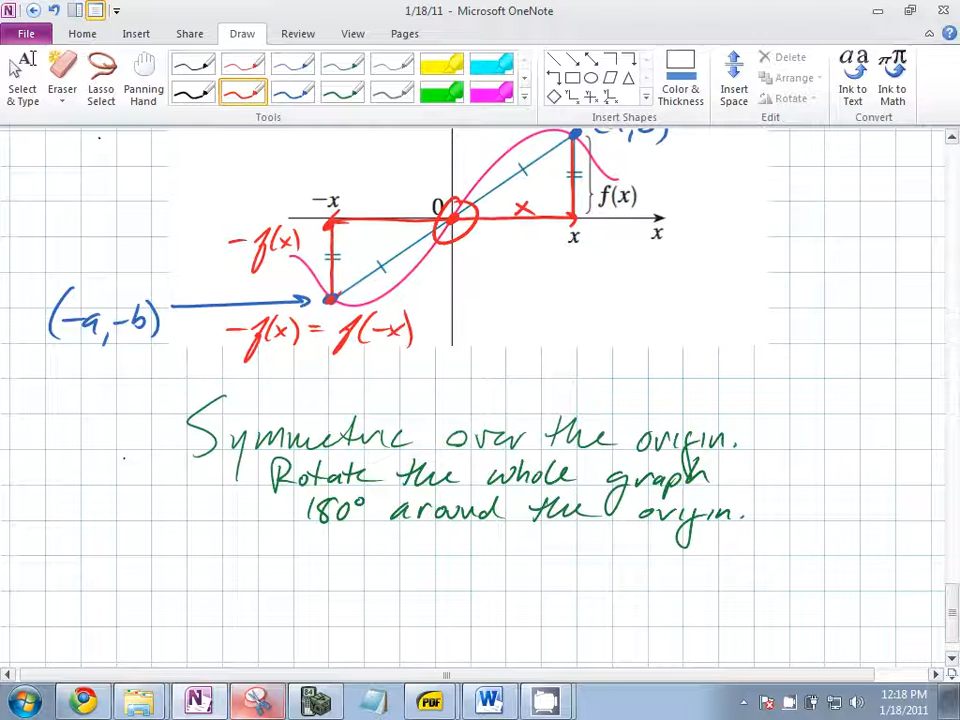 1/18/11 - Microsoft OneNote
File Home Insert Share Draw Review View Pages
Select & Type
Eraser
Lasso Select
Panning Hand
Color & Thickness
Insert Space
Delete
Arrange
Rotate
Ink to Text
Ink to Math
Tools
Insert Shapes
Edit
Convert
-x
0
x
f(x)
x
x
-f(x)
(-a,-b)
-f(x) = f(-x)
Symmetric over the origin.
Rotate the whole graph
180° around the origin.
12:18 PM
1/18/2011